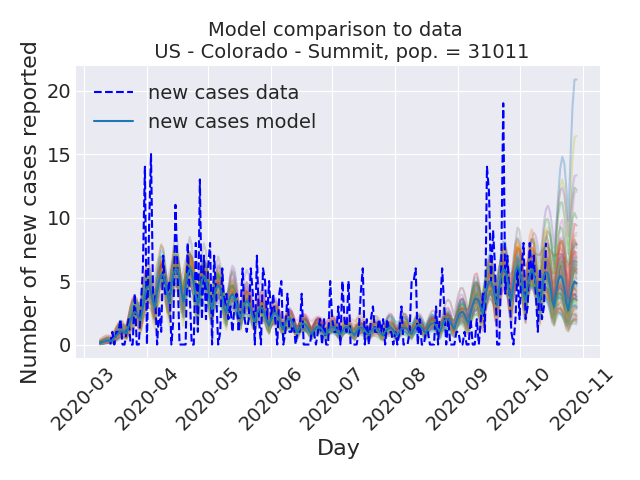 Model comparison to data
US - Colorado - Summit, pop. = 31011
Number of new cases reported
20
15
10
5
0
new cases data
new cases model
2020-03
2020-04
2020-05
2020-06
2020-07
2020-08
2020-09
2020-10
2020-11
Day